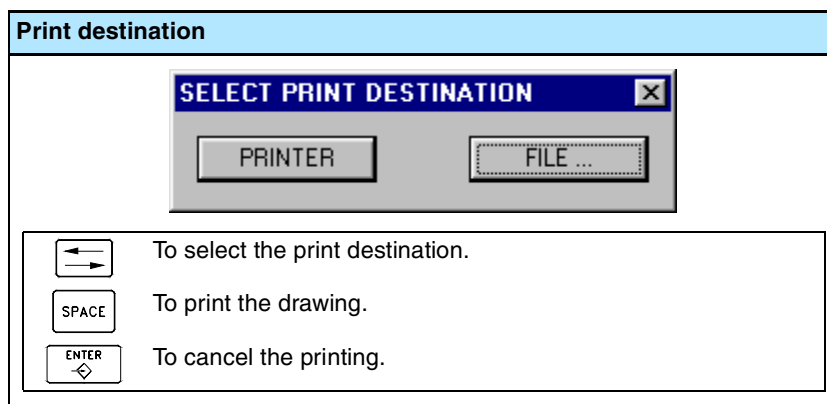 Print destination
SELECT PRINT DESTINATION
PRINTER
FILE ...
To select the print destination.
SPACE
To print the drawing.
ENTER
To cancel the printing.